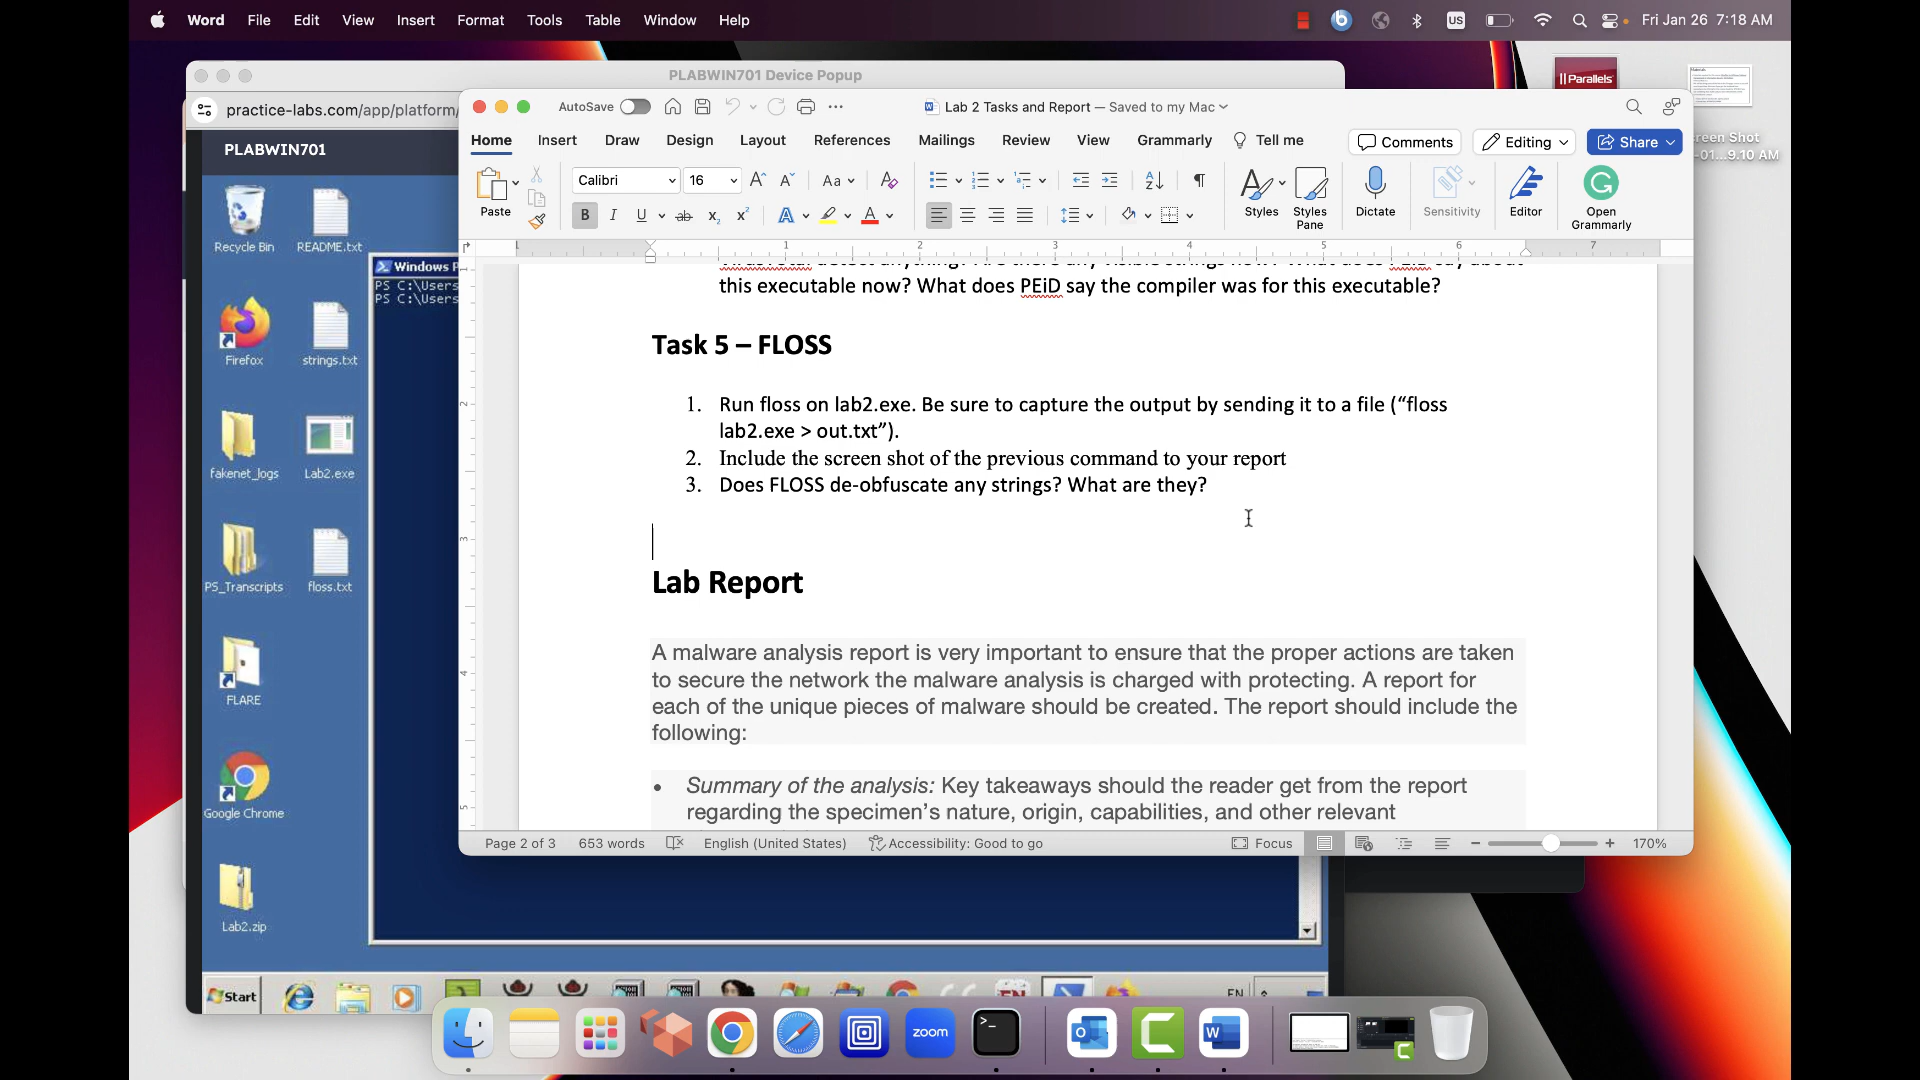 Word File Edit View Insert Format Tools Table Window Help
US Fri Jan 26 7:18 AM
PLABWIN701 Device Popup
practice-labs.com/app/platform/
PLABWIN701
AutoSave
Lab 2 Tasks and Report — Saved to my Mac
Home Insert Draw Design Layout References Mailings Review View Grammarly Tell me
Comments Editing Share
Calibri 16
Paste
Styles
Styles Pane
Dictate
Sensitivity
Editor
Open Grammarly
Parallels
Recycle Bin
README.txt
Firefox
strings.txt
fakenet_logs
Lab2.exe
PS_Transcripts
floss.txt
FLARE
Google Chrome
Lab2.zip
Windows P
PS C:\Users
PS C:\Users
this executable now? What does PEiD say the compiler was for this executable?
Task 5 – FLOSS
1. Run floss on lab2.exe. Be sure to capture the output by sending it to a file (“floss
lab2.exe > out.txt”).
2. Include the screen shot of the previous command to your report
3. Does FLOSS de-obfuscate any strings? What are they?
Lab Report
A malware analysis report is very important to ensure that the proper actions are taken
to secure the network the malware analysis is charged with protecting. A report for
each of the unique pieces of malware should be created. The report should include the
following:
• Summary of the analysis: Key takeaways should the reader get from the report
regarding the specimen’s nature, origin, capabilities, and other relevant
Page 2 of 3 653 words English (United States) Accessibility: Good to go Focus 170%
Start
EN
zoom